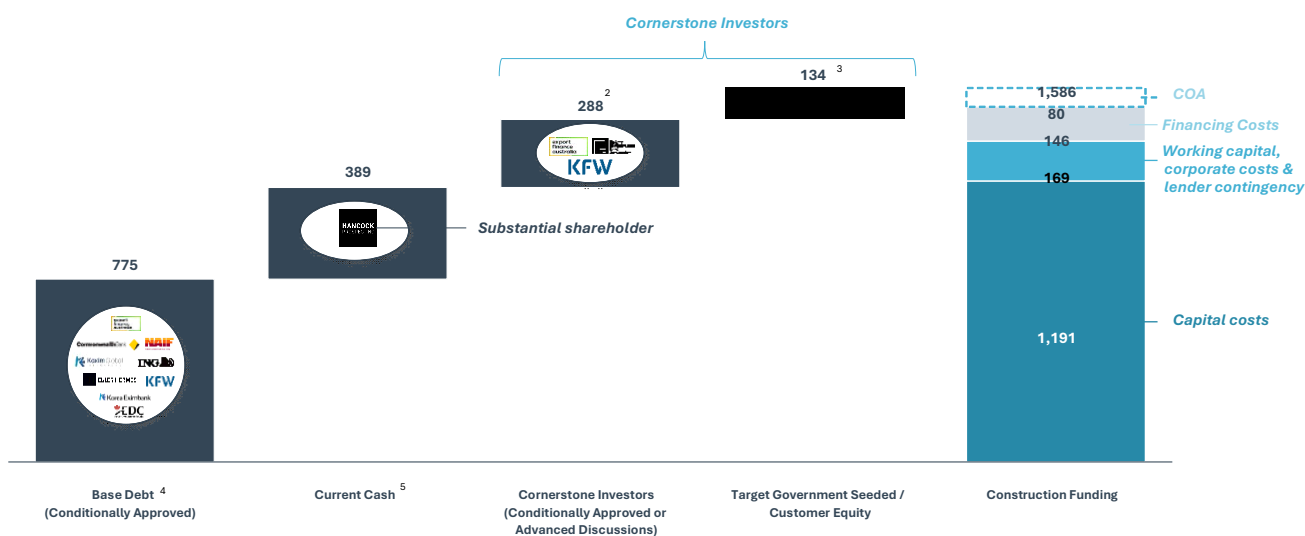 Cornerstone Investors
134 3
2
288
1,586
COA
80
Financing Costs
146
Working capital,
corporate costs &
lender contingency
169
export
finance
australia
KFW
389
HANCOCK
Substantial shareholder
775
export
finance
australia
CommonwealthBank
NAIF
Kexim Global
ING
KFW
Korea Eximbank
EDC
Capital costs
1,191
Base Debt 4
(Conditionally Approved)
Current Cash 5
Cornerstone Investors
(Conditionally Approved or
Advanced Discussions)
Target Government Seeded /
Customer Equity
Construction Funding